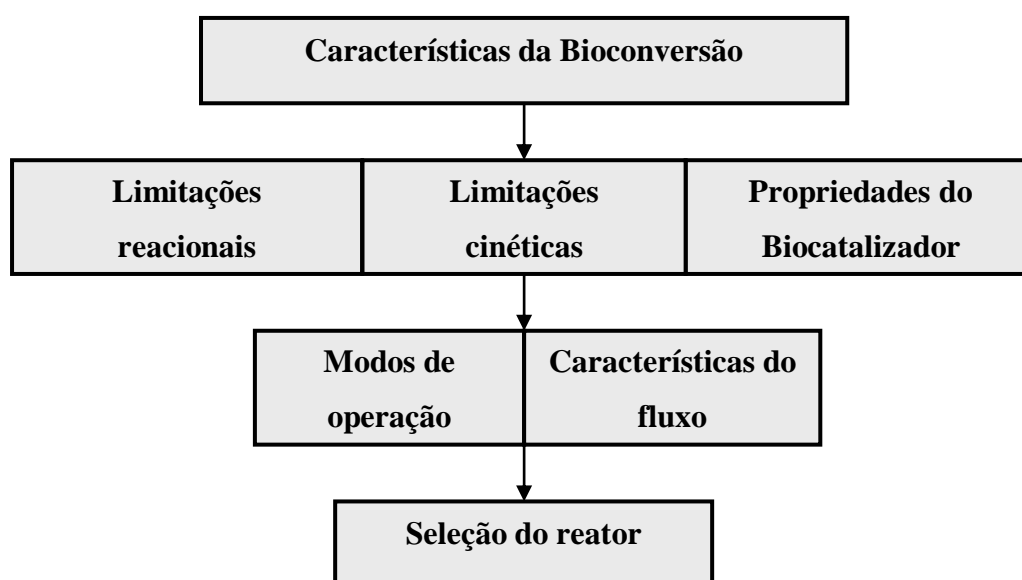 Características da Bioconversão
Limitações
reacionais
Limitações
cinéticas
Propriedades do
Biocatalizador
Modos de
operação
Características do
fluxo
Seleção do reator